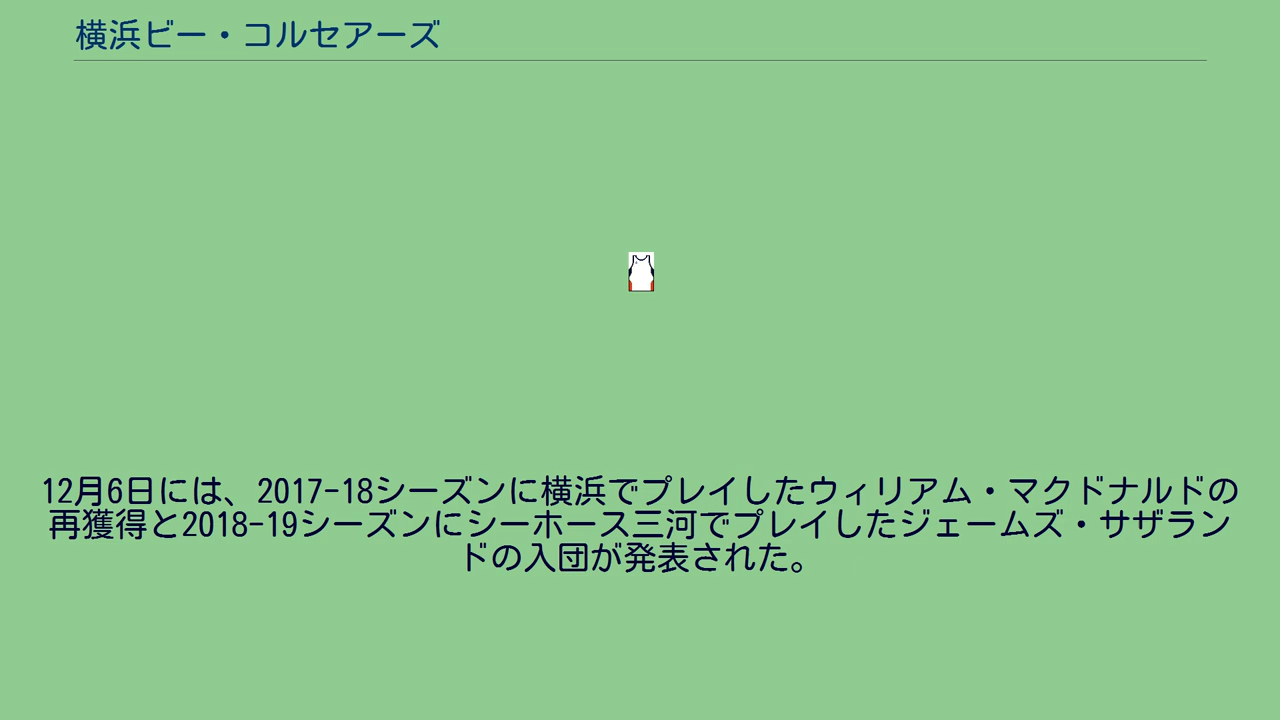 横浜ビー・コルセアーズ
12月6日には、2017-18シーズンに横浜でプレイしたウィリアム・マクドナルドの
再獲得と2018-19シーズンにシーホース三河でプレイしたジェームズ・サザラン
ドの入団が発表された。